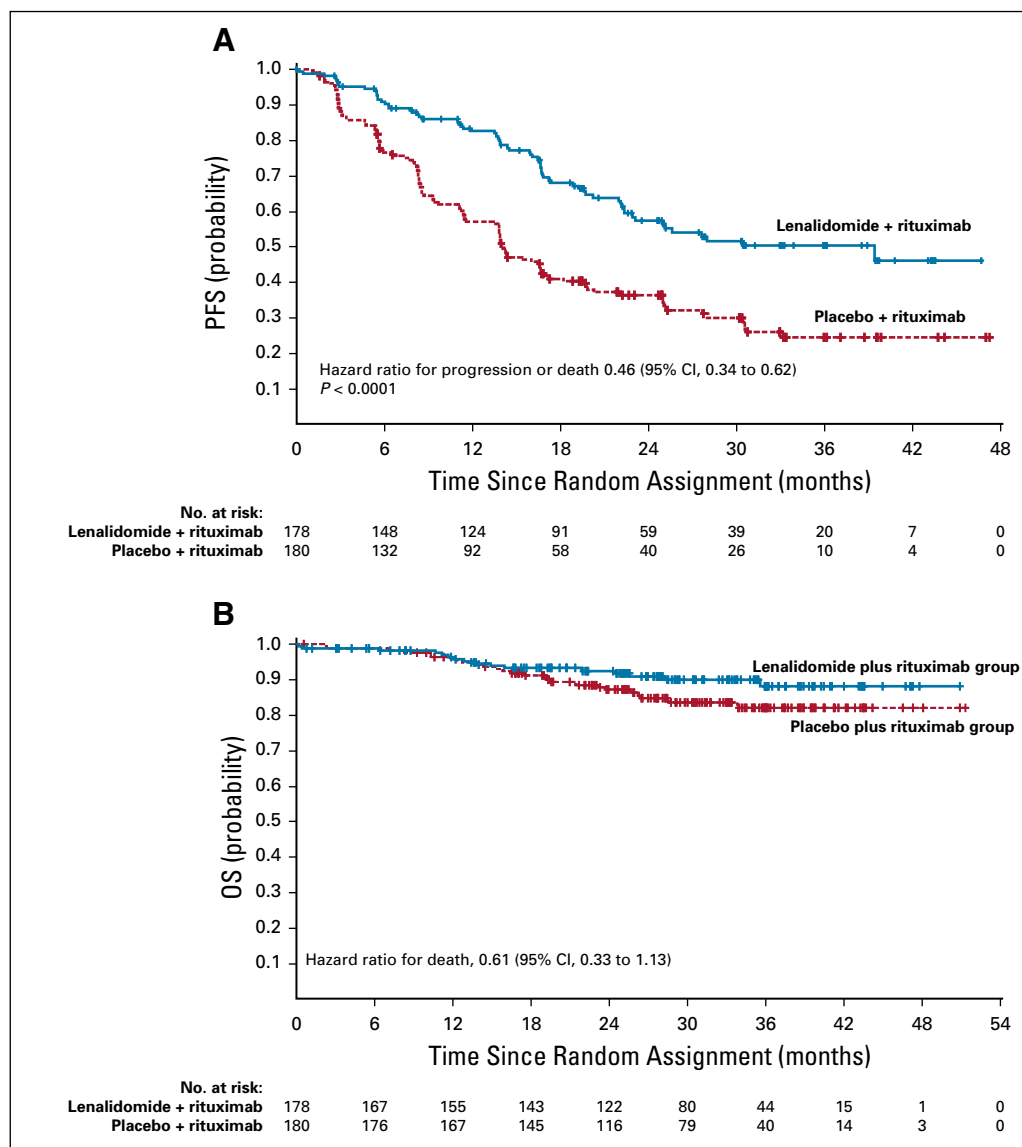 A
1.0
0.9
0.8
0.7
0.6
0.5
0.4
0.3
0.2
0.1
PFS (probability)
Lenalidomide + rituximab
Placebo + rituximab
Hazard ratio for progression or death 0.46 (95% CI, 0.34 to 0.62)
P < 0.0001
0 6 12 18 24 30 36 42 48
Time Since Random Assignment (months)
No. at risk:
Lenalidomide + rituximab 178 148 124 91 59 39 20 7 0
Placebo + rituximab 180 132 92 58 40 26 10 4 0
B
1.0
0.9
0.8
0.7
0.6
0.5
0.4
0.3
0.2
0.1
OS (probability)
Lenalidomide plus rituximab group
Placebo plus rituximab group
Hazard ratio for death, 0.61 (95% CI, 0.33 to 1.13)
0 6 12 18 24 30 36 42 48 54
Time Since Random Assignment (months)
No. at risk:
Lenalidomide + rituximab 178 167 155 143 122 80 44 15 1 0
Placebo + rituximab 180 176 167 145 116 79 40 14 3 0